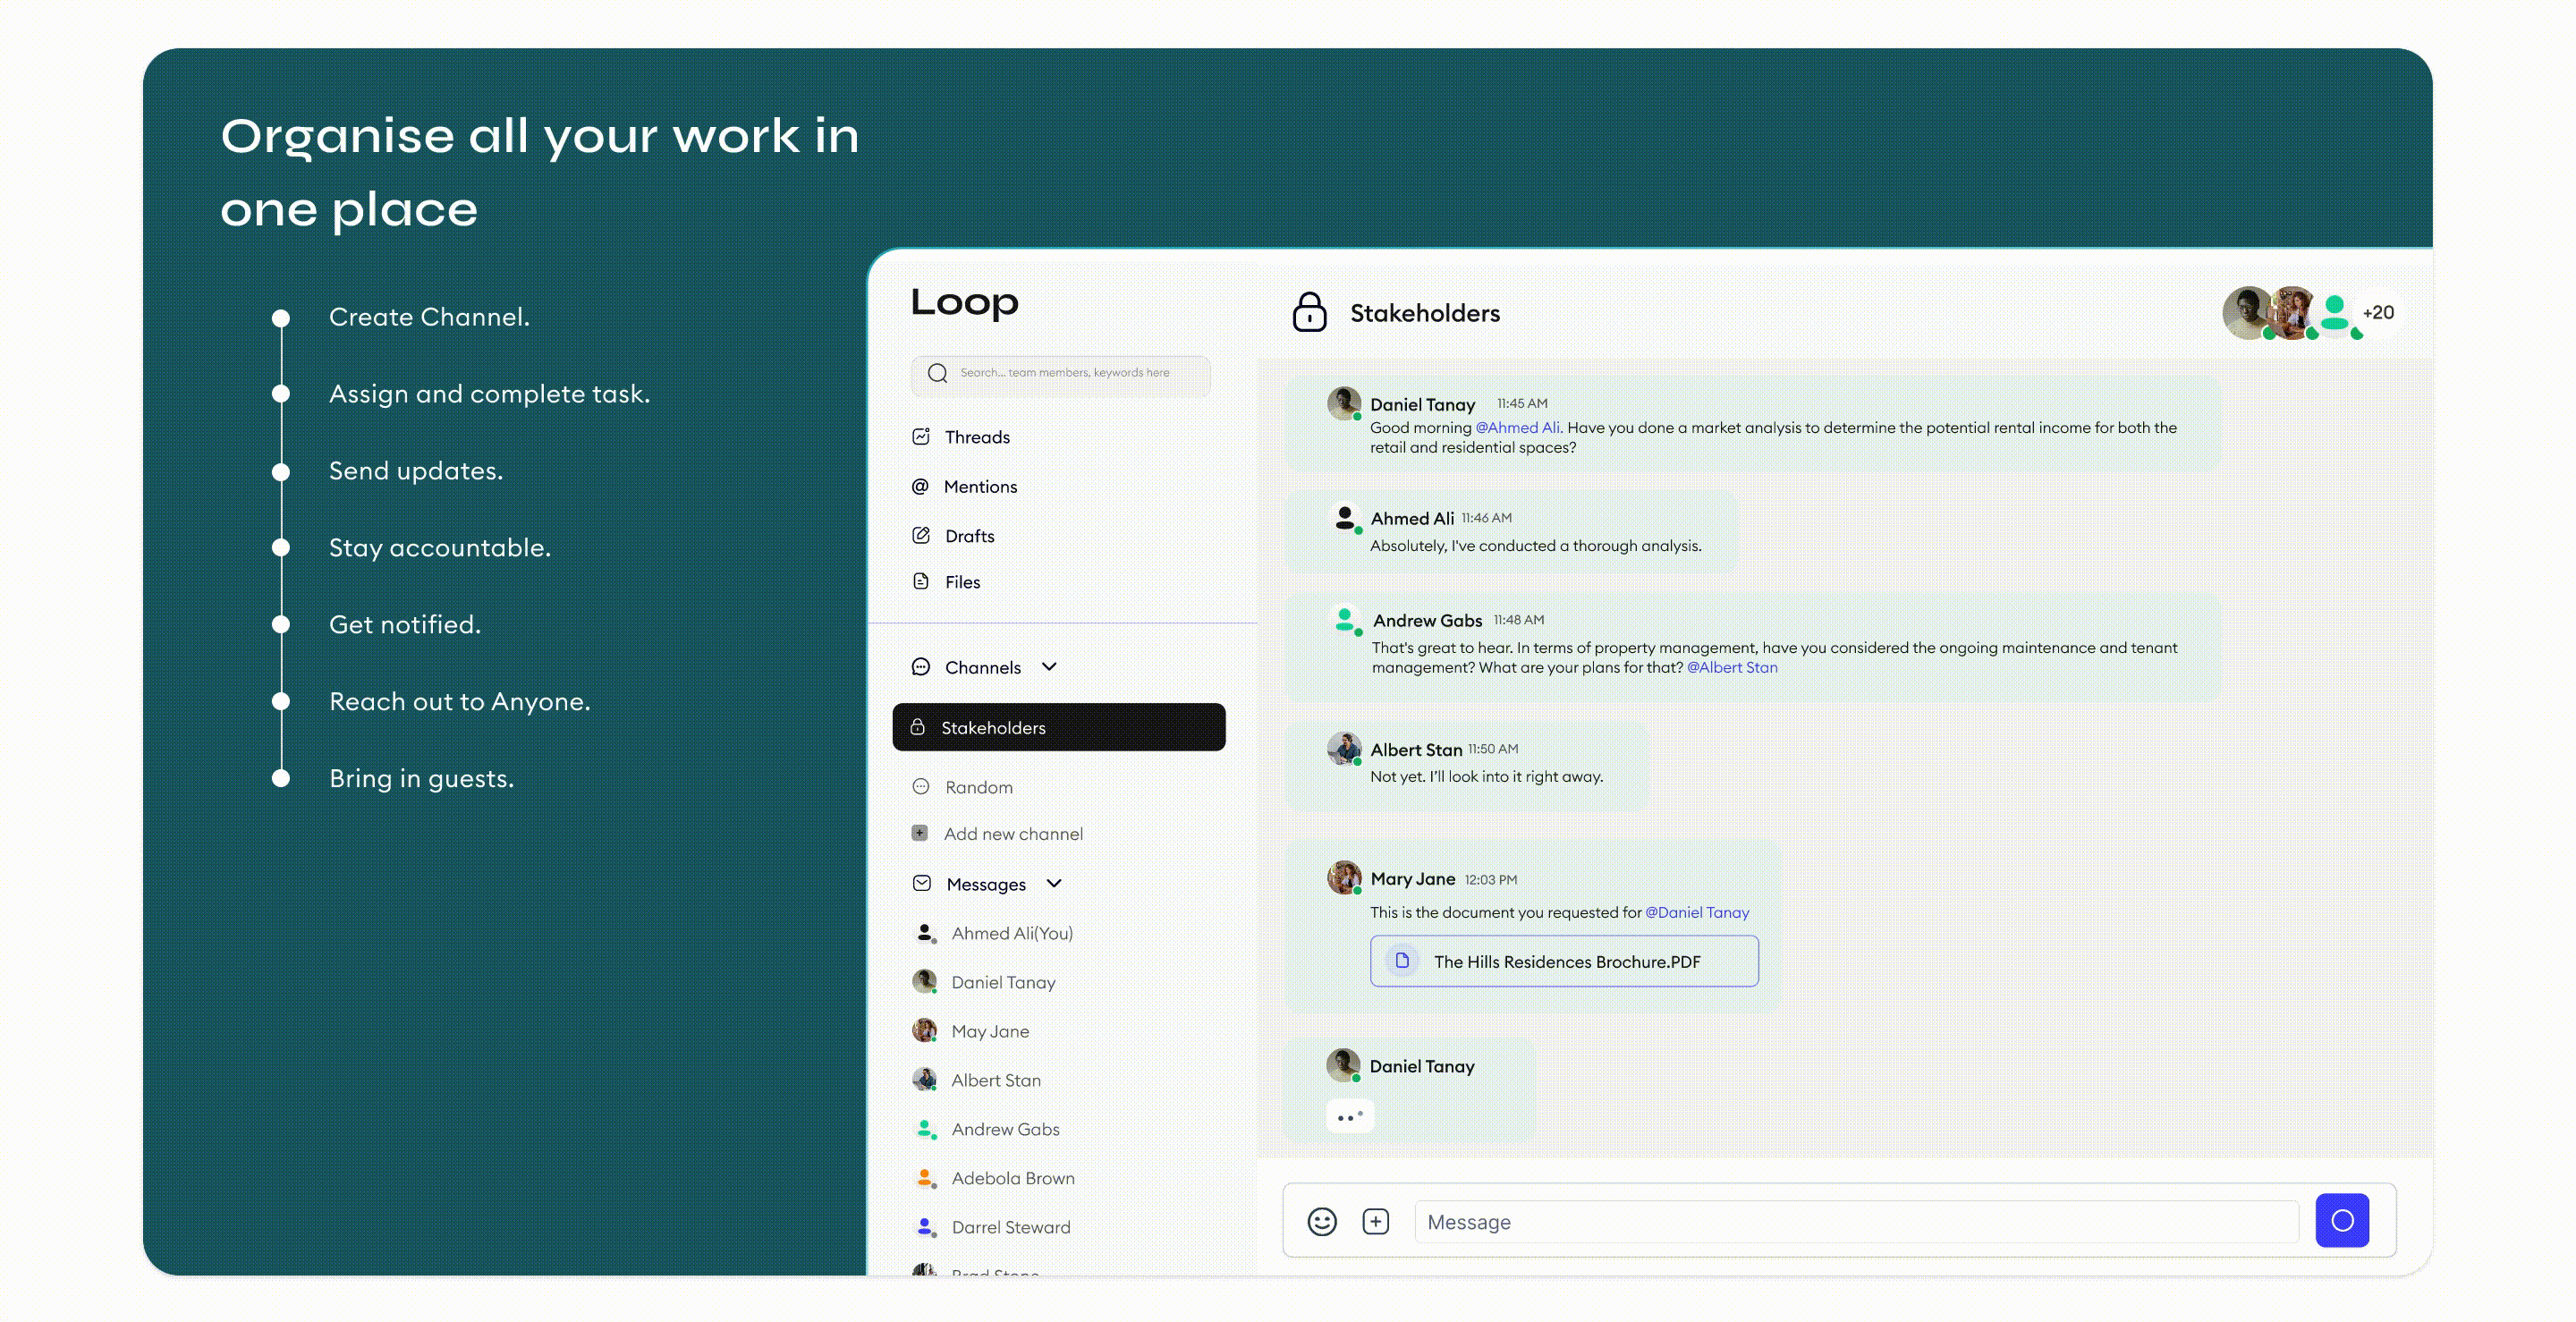 Organise all your work in
one place
Create Channel.
Assign and complete task.
Send updates.
Stay accountable.
Get notified.
Reach out to Anyone.
Bring in guests.
Loop
Search... team members, keywords here
Threads
@ Mentions
Drafts
Files
Channels
Stakeholders
Random
Add new channel
Messages
Ahmed Ali(You)
Daniel Tanay
May Jane
Albert Stan
Andrew Gabs
Adebola Brown
Darrel Steward
Brad Stone
Stakeholders
+20
Daniel Tanay 11:45 AM
Good morning @Ahmed Ali. Have you done a market analysis to determine the potential rental income for both the
retail and residential spaces?
Ahmed Ali 11:46 AM
Absolutely, I've conducted a thorough analysis.
Andrew Gabs 11:48 AM
That's great to hear. In terms of property management, have you considered the ongoing maintenance and tenant
management? What are your plans for that? @Albert Stan
Albert Stan 11:50 AM
Not yet. I'll look into it right away.
Mary Jane 12:03 PM
This is the document you requested for @Daniel Tanay
The Hills Residences Brochure.PDF
Daniel Tanay
Message